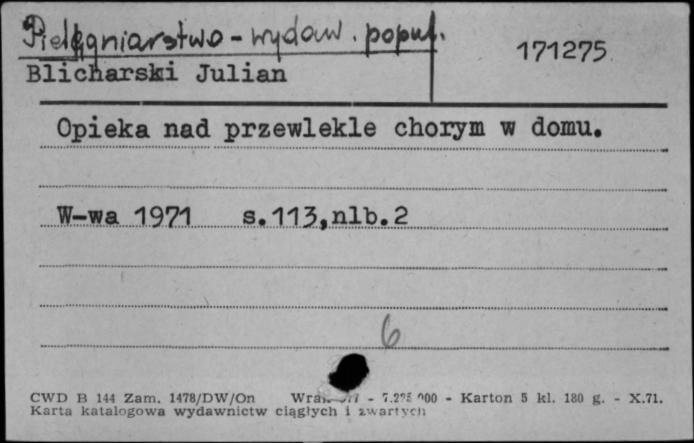 Pielęgniarstwo - wydaw. popul.
171275
Blicharski Julian
Opieka nad przewlekle chorym w domu.
W-wa 1971 s.113,nlb.2
6
CWD B 144 Zam. 1478/DW/On - Karton 5 kl. 180 g. - X.71.
Karta katalogowa wydawnictw ciągłych i zwartych